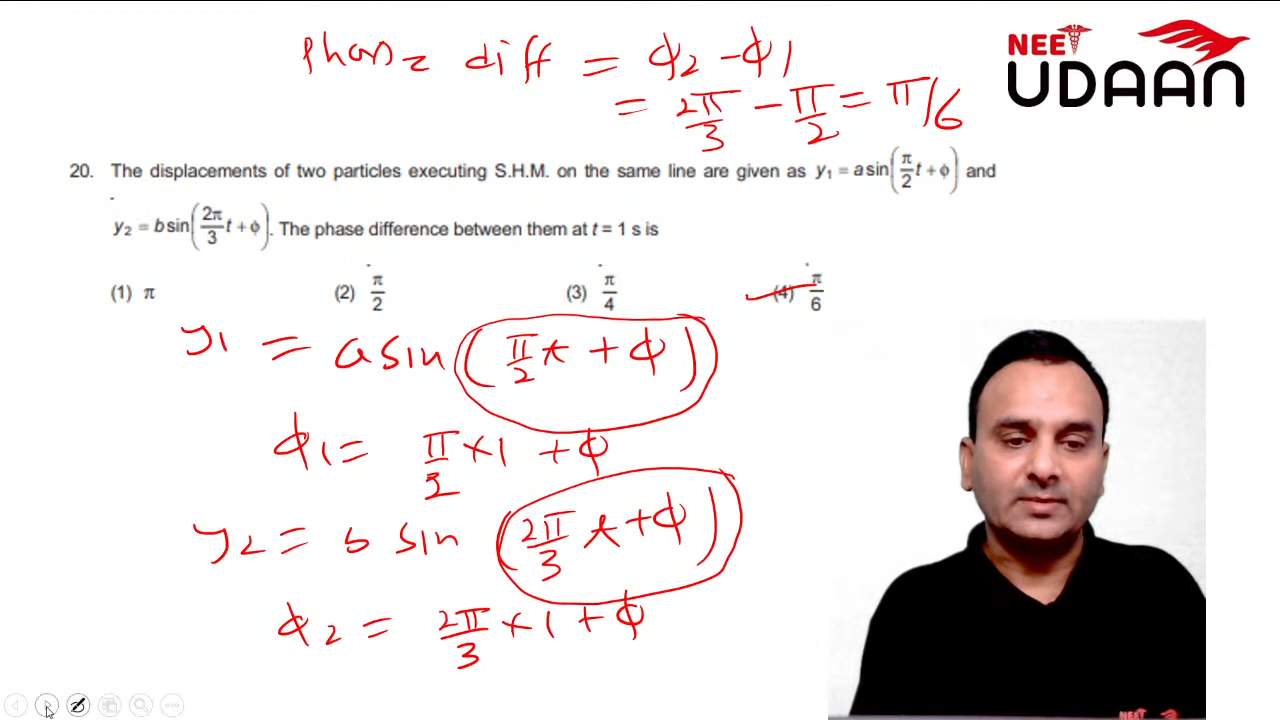 phase diff = ϕ2 - ϕ1
= 2π/3 - π/2 = π/6
NEET
UDAAN
20. The displacements of two particles executing S.H.M. on the same line are given as y₁ = a sin(π/2 t + ϕ) and
y₂ = b sin(2π/3 t + ϕ). The phase difference between them at t = 1 s is
(1) π (2) π/2 (3) π/4 (4) π/6
y1 = a sin(π/2 t + ϕ)
ϕ1 = π/2 × 1 + ϕ
y2 = b sin(2π/3 t + ϕ)
ϕ2 = 2π/3 × 1 + ϕ
NEET UDAAN